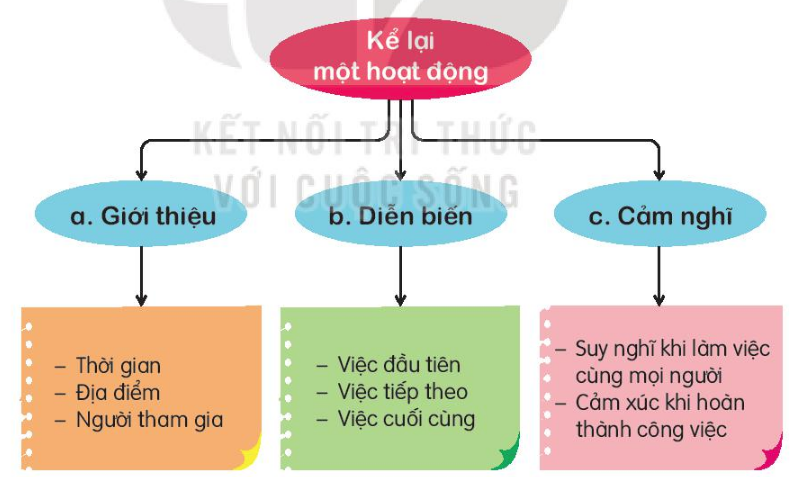 Kể lại
một hoạt động
KẾT NỐI TRI THỨC
VỚI CUỘC SỐNG
a. Giới thiệu
b. Diễn biến
c. Cảm nghĩ
– Thời gian
– Địa điểm
– Người tham gia
– Việc đầu tiên
– Việc tiếp theo
– Việc cuối cùng
– Suy nghĩ khi làm việc
cùng mọi người
– Cảm xúc khi hoàn
thành công việc